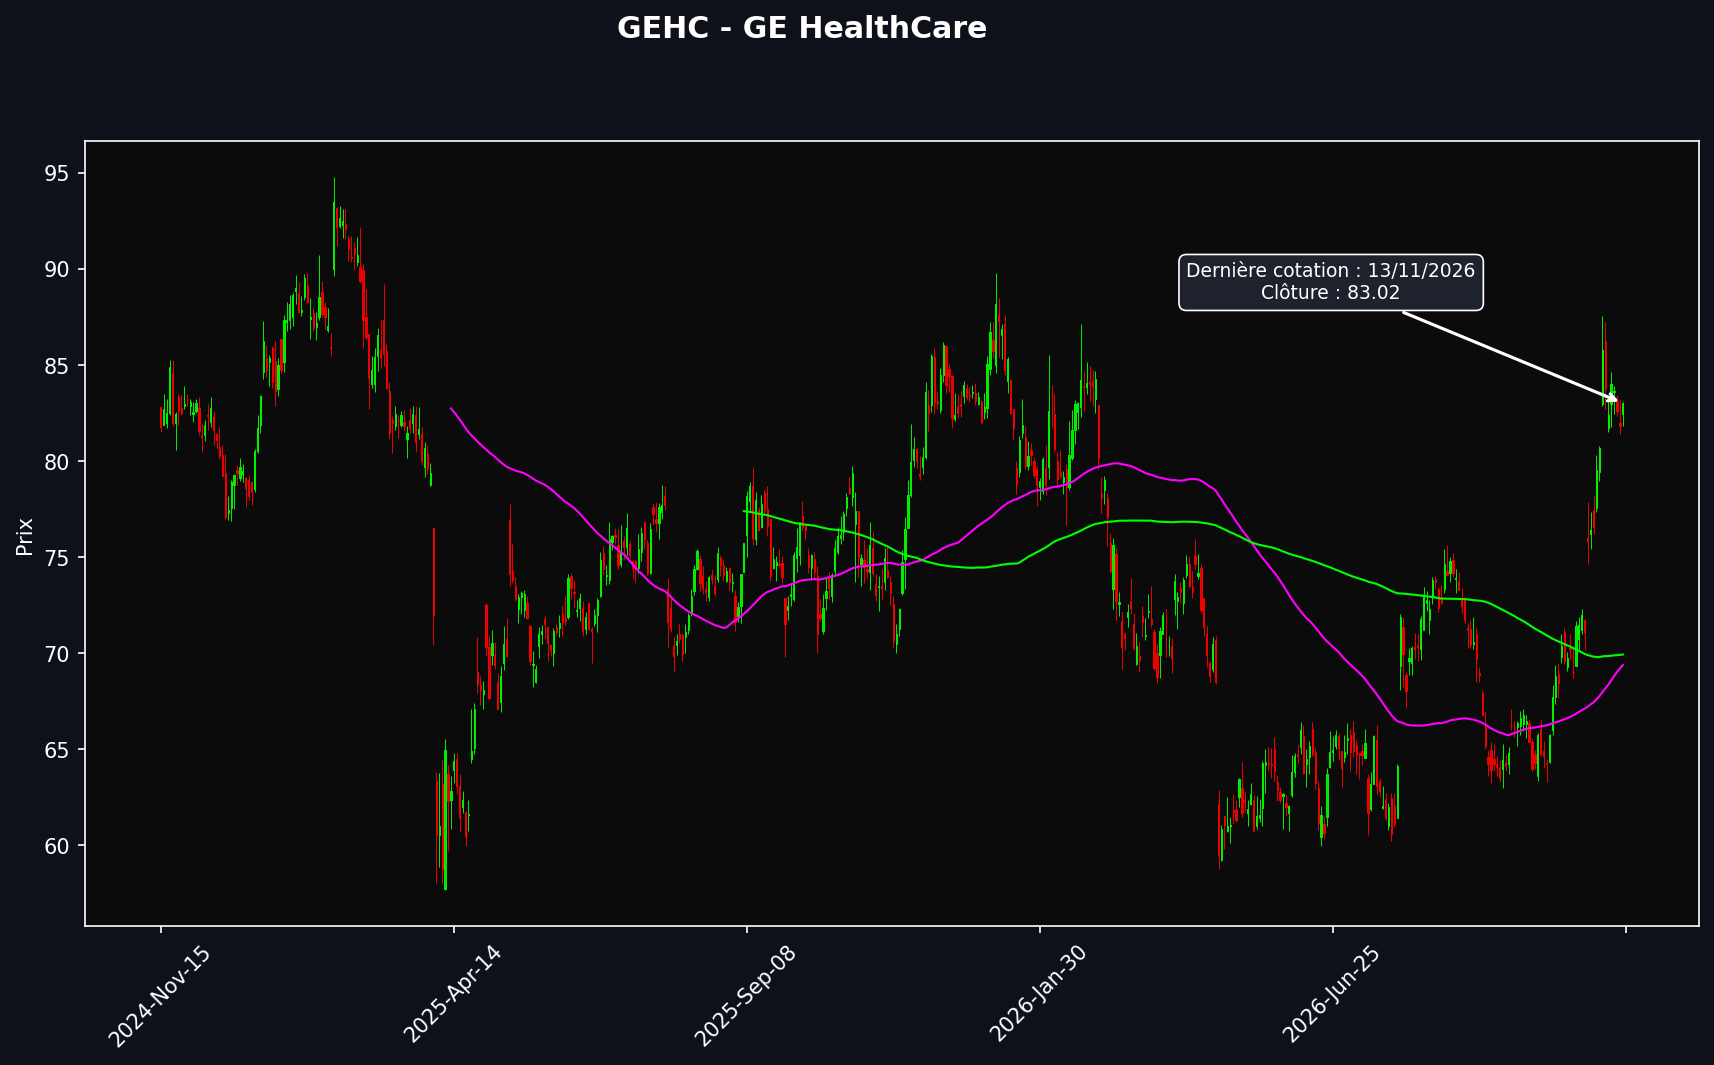 GEHC - GE HealthCare
95
90
85
80
75
70
65
60
Prix
Dernière cotation : 13/11/2026
Clôture : 83.02
2024-Nov-15
2025-Apr-14
2025-Sep-08
2026-Jan-30
2026-Jun-25